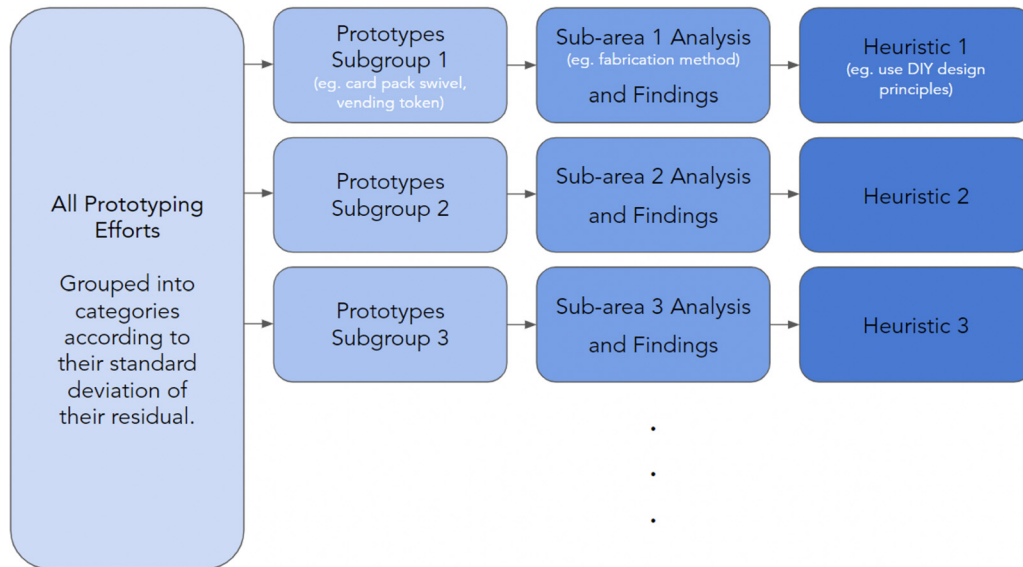 All Prototyping
Efforts
Grouped into
categories
according to
their standard
deviation of
their residual.
Prototypes
Subgroup 1
(eg. card pack swivel,
vending token)
Sub-area 1 Analysis
(eg. fabrication method)
and Findings
Heuristic 1
(eg. use DIY design
principles)
Prototypes
Subgroup 2
Sub-area 2 Analysis
and Findings
Heuristic 2
Prototypes
Subgroup 3
Sub-area 3 Analysis
and Findings
Heuristic 3
.
.
.